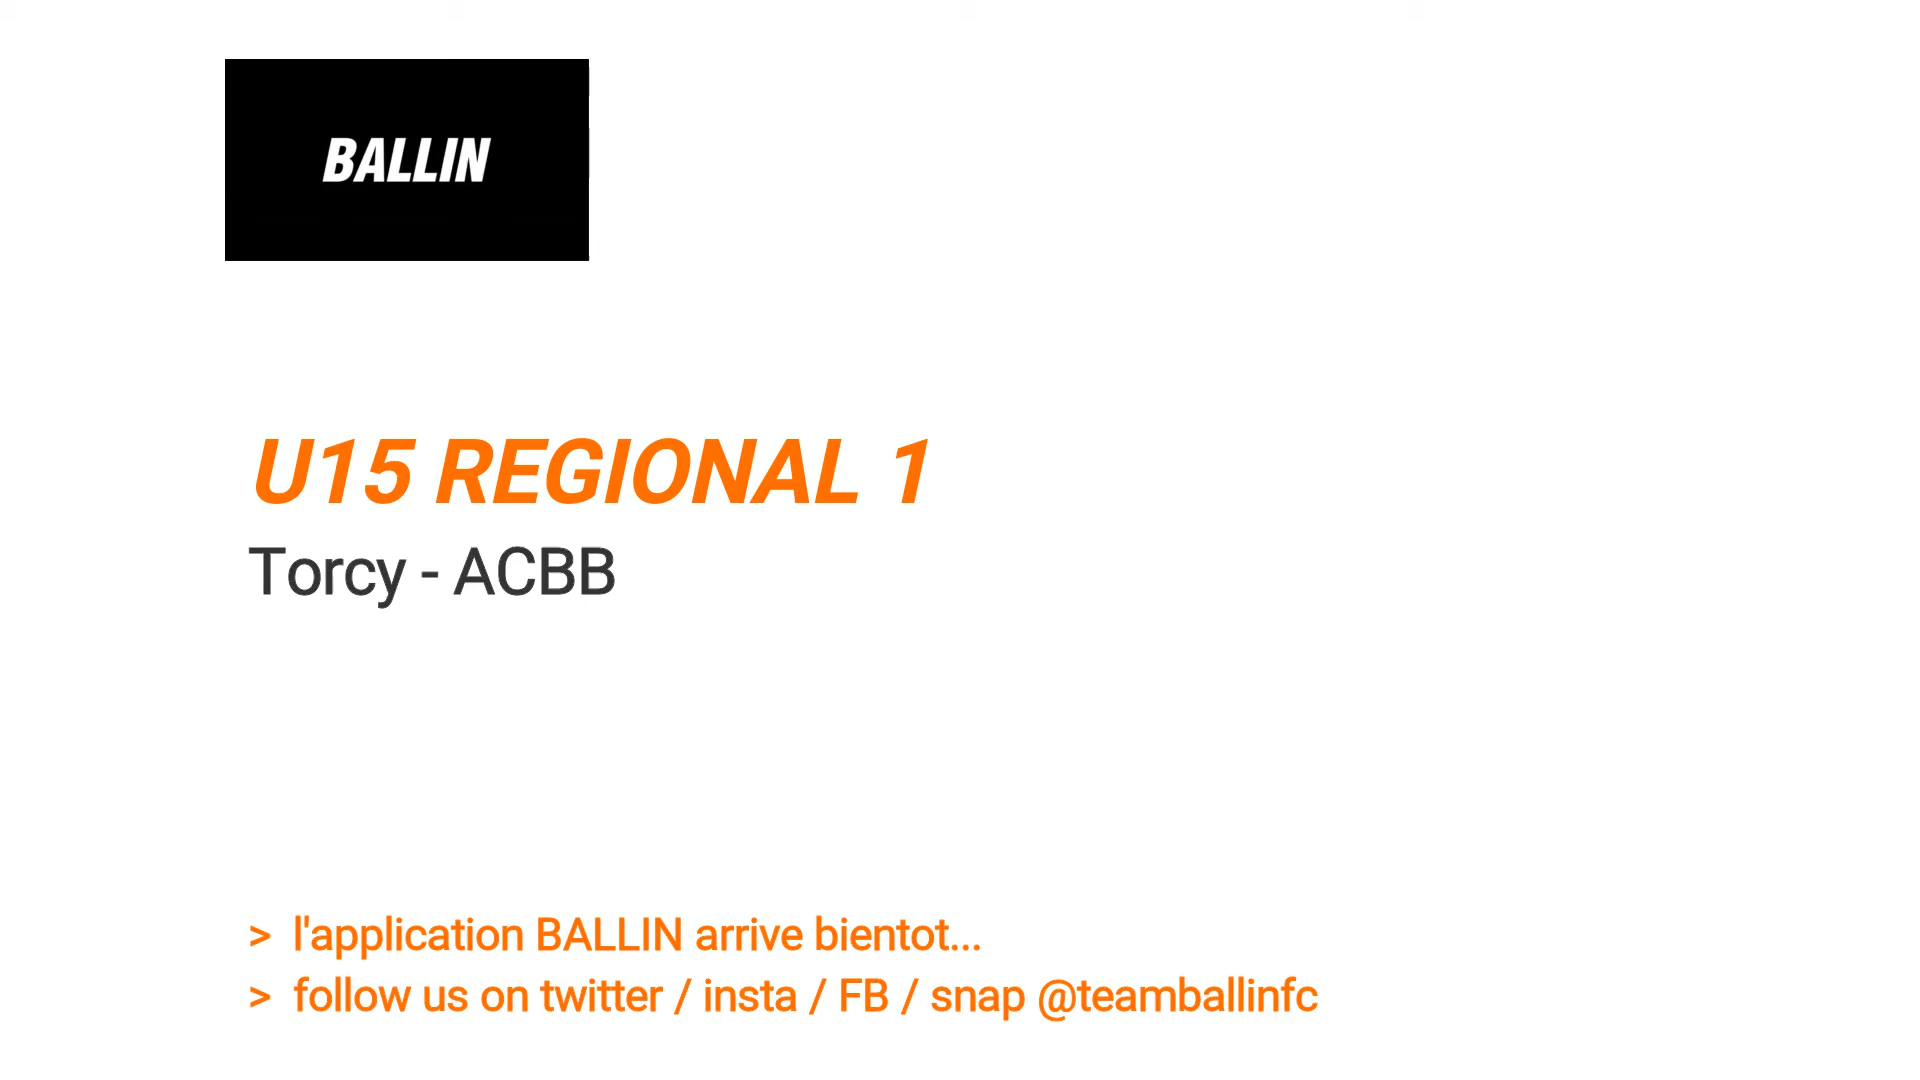 BALLIN
U15 REGIONAL 1
Torcy - ACBB
> l'application BALLIN arrive bientot...
> follow us on twitter / insta / FB / snap @teamballinfc